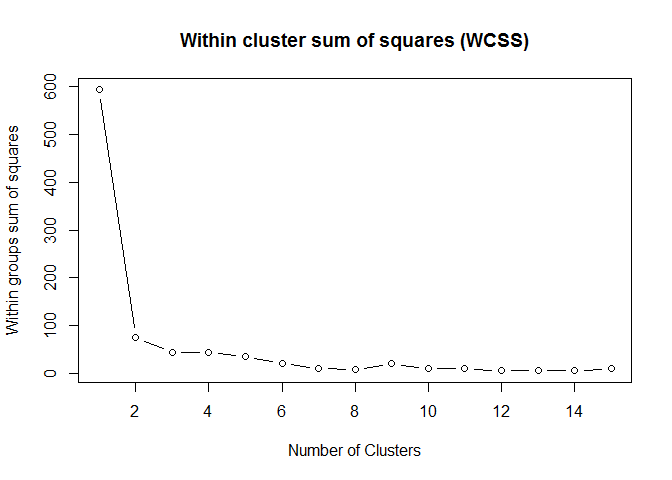 Within cluster sum of squares (WCSS)
Within groups sum of squares
600
500
400
300
200
100
0
2 4 6 8 10 12 14
Number of Clusters